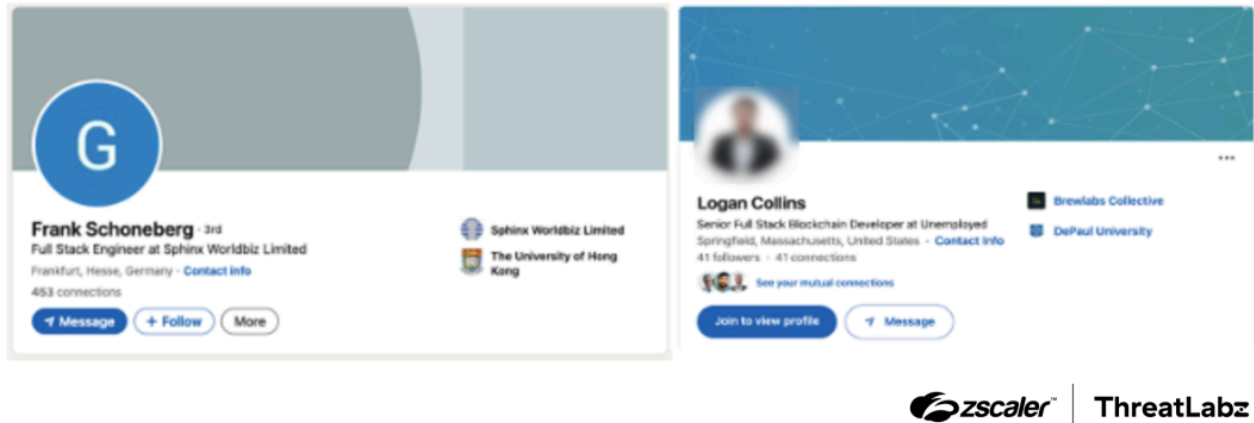 G
Frank Schoneberg · 3rd
Full Stack Engineer at Sphinx Worldbiz Limited
Frankfurt, Hesse, Germany · Contact info
453 connections
Message
+ Follow
More
Sphinx Worldbiz Limited
The University of Hong
Kong
Logan Collins
Senior Full Stack Blockchain Developer at Unemployed
Springfield, Massachusetts, United States · Contact Info
41 followers · 41 connections
See your mutual connections
Join to view profile
Message
Brewlabs Collective
DePaul University
zscaler™ | ThreatLabz